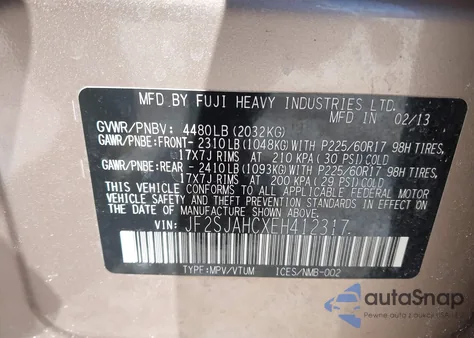 MFD. BY FUJI HEAVY INDUSTRIES LTD.
IN 02/13
GVWR/PNBV: 4480LB (2032KG)
GAWR/PNBE:FRONT- 2310LB (1048KG)WITH P225/60R17 98H TIRES,
17X7J RIMS AT 210 KPA ( 30 PSI) COLD
GAWR/PNBE:REAR - 2410LB (1093KG)WITH P225/60R17 98H TIRES,
17X7J RIMS AT 200 KPA (29 PSI) COLD
THIS VEHICLE CONFORMS TO ALL APPLICABLE FEDERAL MOTOR
VEHICLE SAFETY AND BUMPER STANDARDS IN EFFECT ON THE DATE
OF MANUFACTURE SHOWN ABOVE.
VIN: JF2SJAHCXEH412317
TYPE:MPV/VTUM ICES/NMB-002
autoSnap
Pewne auto z